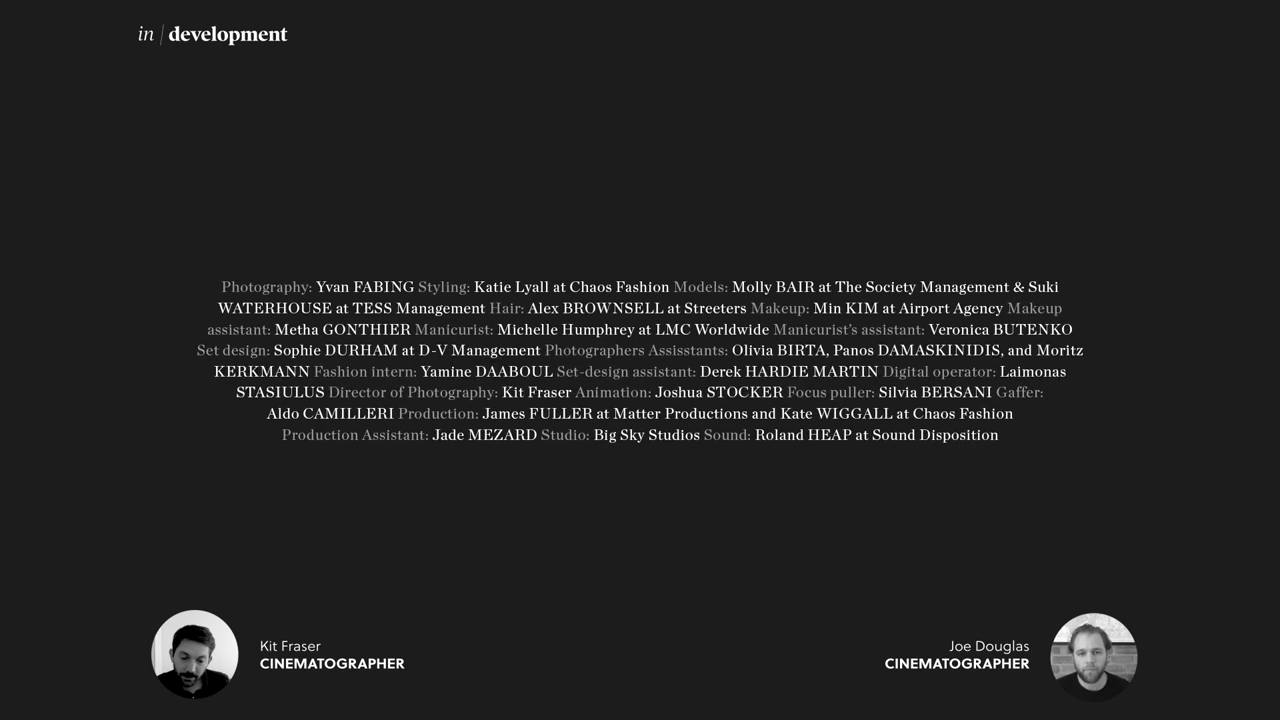 in / development
Photography: Yvan FABING Styling: Katie Lyall at Chaos Fashion Models: Molly BAIR at The Society Management & Suki
WATERHOUSE at TESS Management Hair: Alex BROWNSELL at Streeters Makeup: Min KIM at Airport Agency Makeup
assistant: Metha GONTHIER Manicurist: Michelle Humphrey at LMC Worldwide Manicurist's assistant: Veronica BUTENKO
Set design: Sophie DURHAM at D-V Management Photographers Assisstants: Olivia BIRTA, Panos DAMASKINIDIS, and Moritz
KERKMANN Fashion intern: Yamine DAABOUL Set-design assistant: Derek HARDIE MARTIN Digital operator: Laimonas
STASIULUS Director of Photography: Kit Fraser Animation: Joshua STOCKER Focus puller: Silvia BERSANI Gaffer:
Aldo CAMILLERI Production: James FULLER at Matter Productions and Kate WIGGALL at Chaos Fashion
Production Assistant: Jade MEZARD Studio: Big Sky Studios Sound: Roland HEAP at Sound Disposition
Kit Fraser
CINEMATOGRAPHER
Joe Douglas
CINEMATOGRAPHER